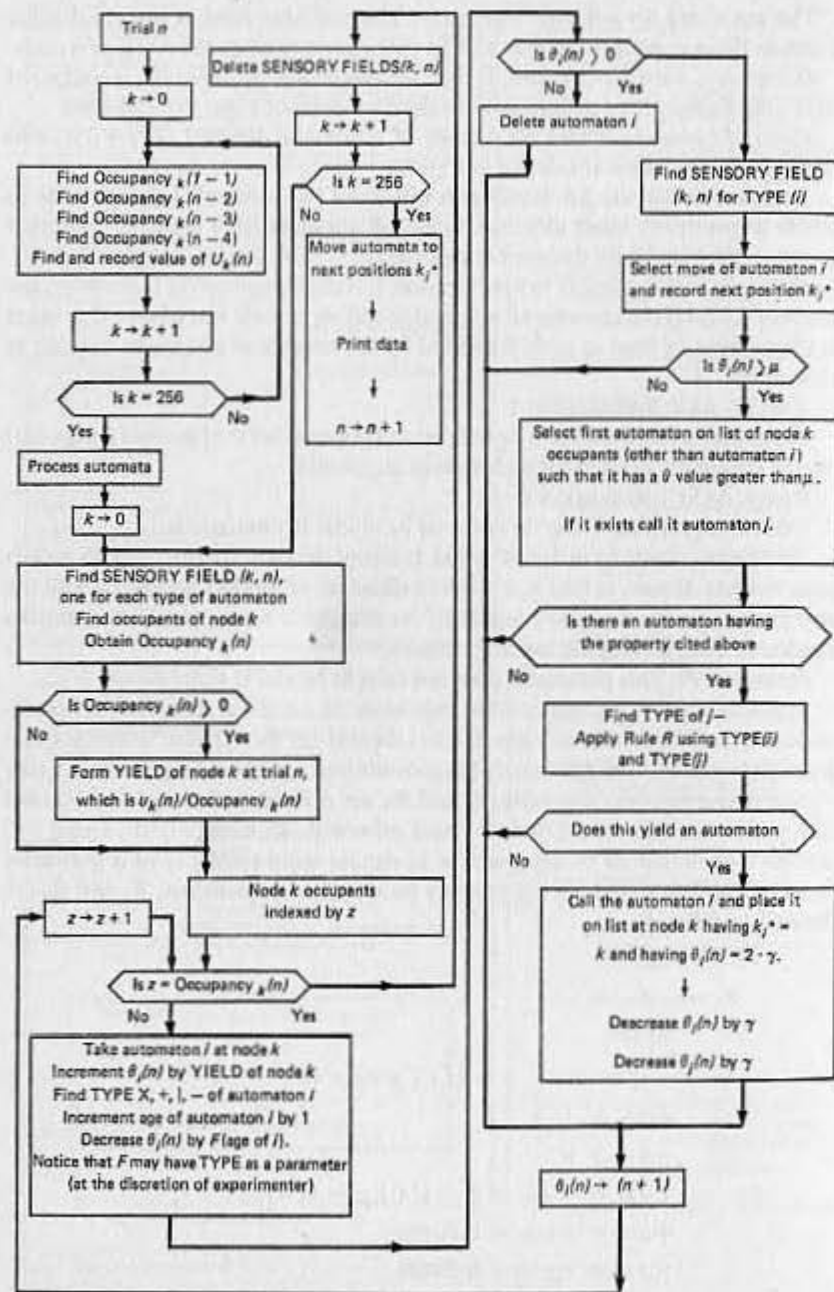 Trial n
k → 0
Find Occupancy k (1 − 1)
Find Occupancy k (n − 2)
Find Occupancy k (n − 3)
Find Occupancy k (n − 4)
Find and record value of U k (n)
k → k + 1
Is k = 256
No
Yes
Process automata
k → 0
Find SENSORY FIELD (k, n),
one for each type of automaton
Find occupants of node k
Obtain Occupancy k (n)
Is Occupancy k (n) > 0
No
Yes
Form YIELD of node k at trial n,
which is υ k (n)/Occupancy k (n)
z → z + 1
Node k occupants
indexed by z
Is z = Occupancy k (n)
No
Yes
Take automaton i at node k
Increment θ i (n) by YIELD of node k
Find TYPE X, +, |, − of automaton i
Increment age of automaton i by 1
Decrease θ i (n) by F (age of i).
Notice that F may have TYPE as a parameter
(at the discretion of experimenter)
Delete SENSORY FIELDS (k, n)
k → k + 1
Is k = 256
No
Yes
Move automata to
next positions k i *
Print data
n → n + 1
Is θ i (n) > 0
No
Yes
Delete automaton i
Find SENSORY FIELD
(k, n) for TYPE (i)
Select move of automaton i
and record next position k i *
Is θ i (n) > μ
No
Yes
Select first automaton on list of node k
occupants (other than automaton i)
such that it has a θ value greater than μ.
If it exists call it automaton j.
Is there an automaton having
the property cited above
No
Yes
Find TYPE of j −
Apply Rule R using TYPE(i)
and TYPE(j)
Does this yield an automaton
No
Yes
Call the automaton l and place it
on list at node k having k l * =
k and having θ l (n) = 2 · γ.
Deacrease θ j (n) by γ
Decrease θ j (n) by γ
θ i (n) → (n + 1)